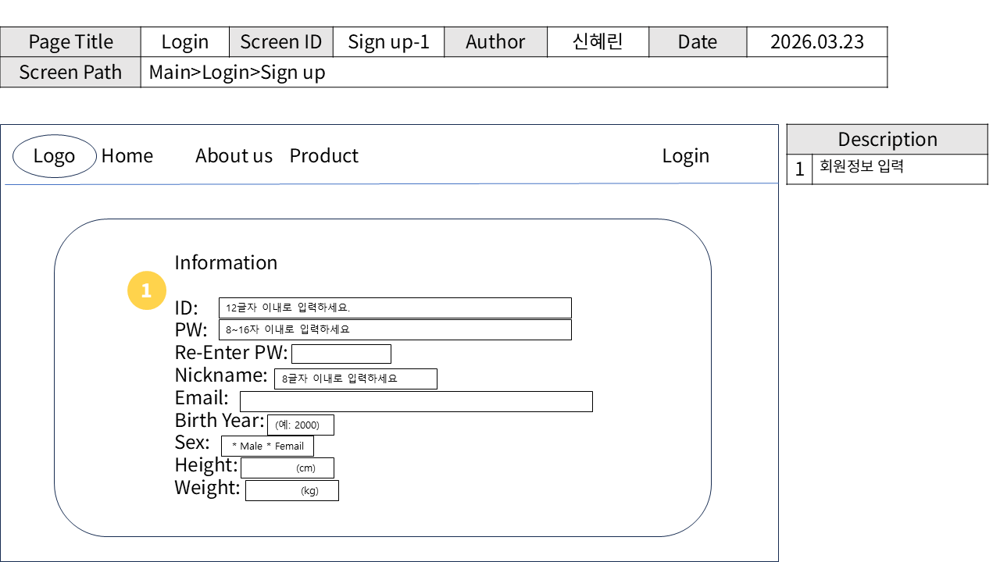 Page Title Login Screen ID Sign up-1 Author 신혜린 Date 2026.03.23
Screen Path Main>Login>Sign up
Logo Home About us Product Login
Description
1 회원정보 입력
Information
1
ID: 12글자 이내로 입력하세요.
PW: 8~16자 이내로 입력하세요
Re-Enter PW:
Nickname: 8글자 이내로 입력하세요
Email:
Birth Year: (예: 2000)
Sex: * Male * Femail
Height: (cm)
Weight: (kg)